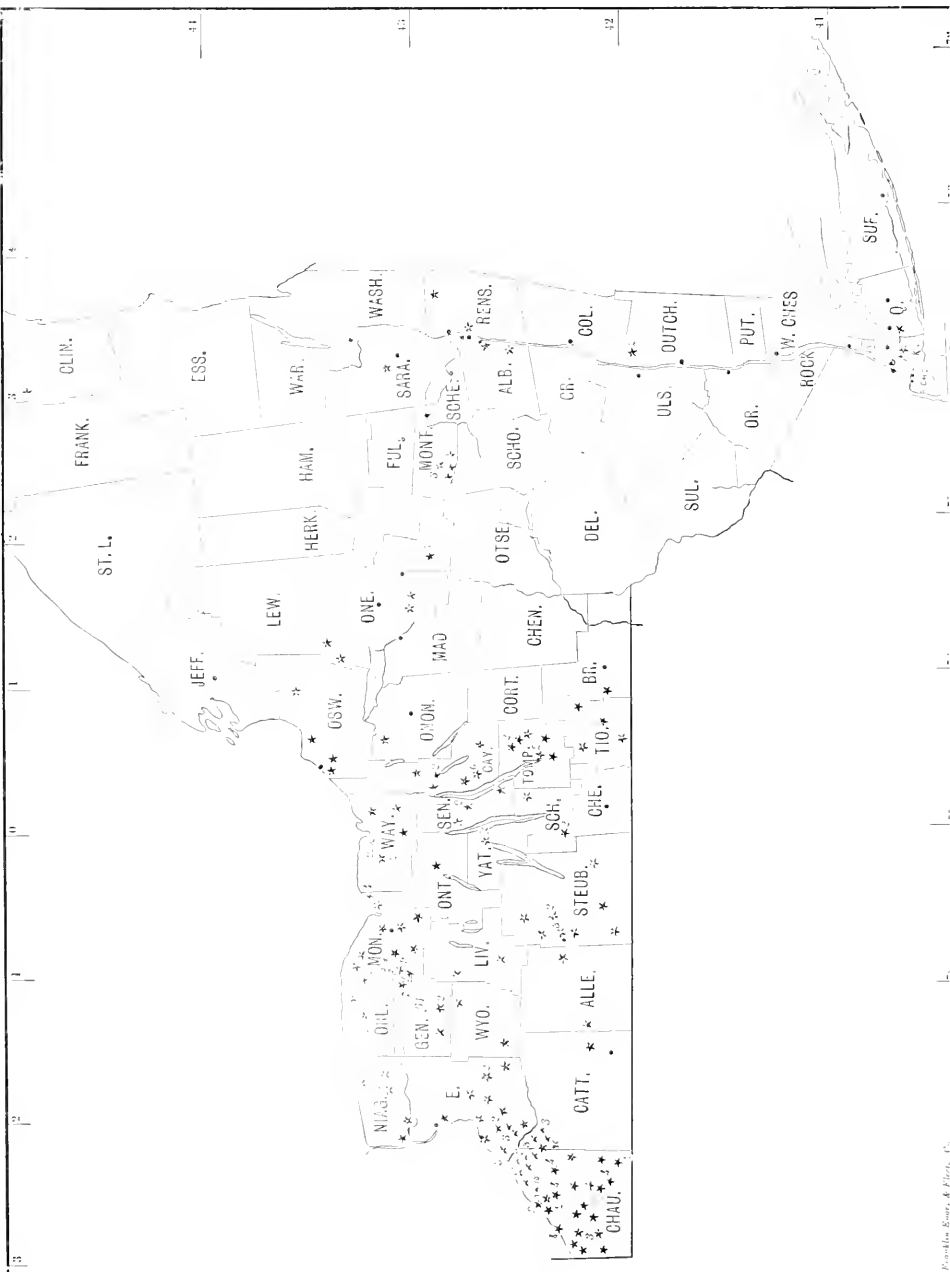 44
43
42
41
CLIN.
FRANK.
ST. L.
ESS.
WAR.
HAM.
HERK.
LEW.
JEFF.
WASH.
SARA.
FUL.
MONT.
SCHE.
ONE.
OSW.
RENS.
ALB.
SCHO.
OTSE
MAD
ONON.
CAY.
SEN.
WAY.
ONT.
MON.
ORL.
GEN.
NIAG.
COL.
GR.
DEL.
CHEN.
CORT.
TOMP.
SCH.
YAT.
LIV.
WYO.
E.
DUTCH.
ULS.
SUL.
BR.
TIO.
CHE.
STEUB.
ALLE.
CATT.
CHAU.
PUT.
OR.
W. CHES
ROCK
SUF.
Q.
K.